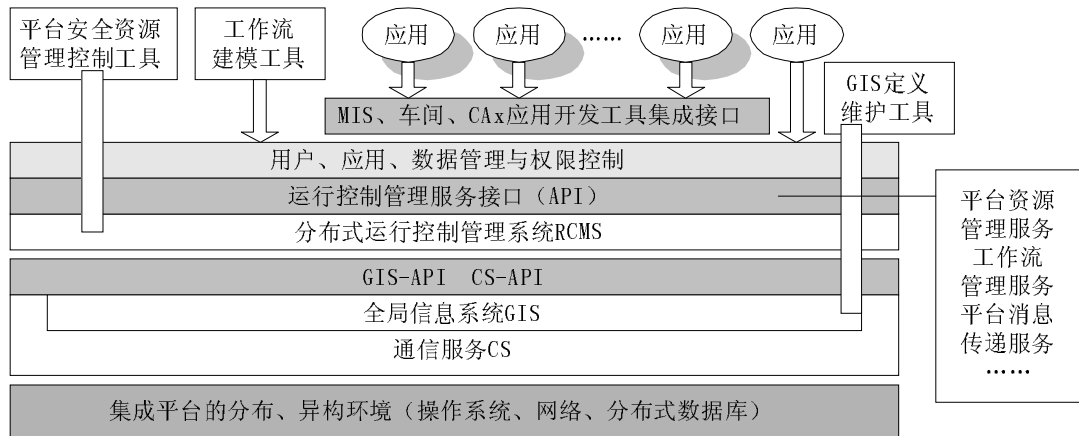 平台安全资源
管理控制工具
工作流
建模工具
应用
应用
……
应用
应用
GIS定义
维护工具
MIS、车间、CAx应用开发工具集成接口
用户、应用、数据管理与权限控制
运行控制管理服务接口（API）
分布式运行控制管理系统RCMS
平台资源
管理服务
工作流
管理服务
平台消息
传递服务
……
GIS-API CS-API
全局信息系统GIS
通信服务CS
集成平台的分布、异构环境（操作系统、网络、分布式数据库）